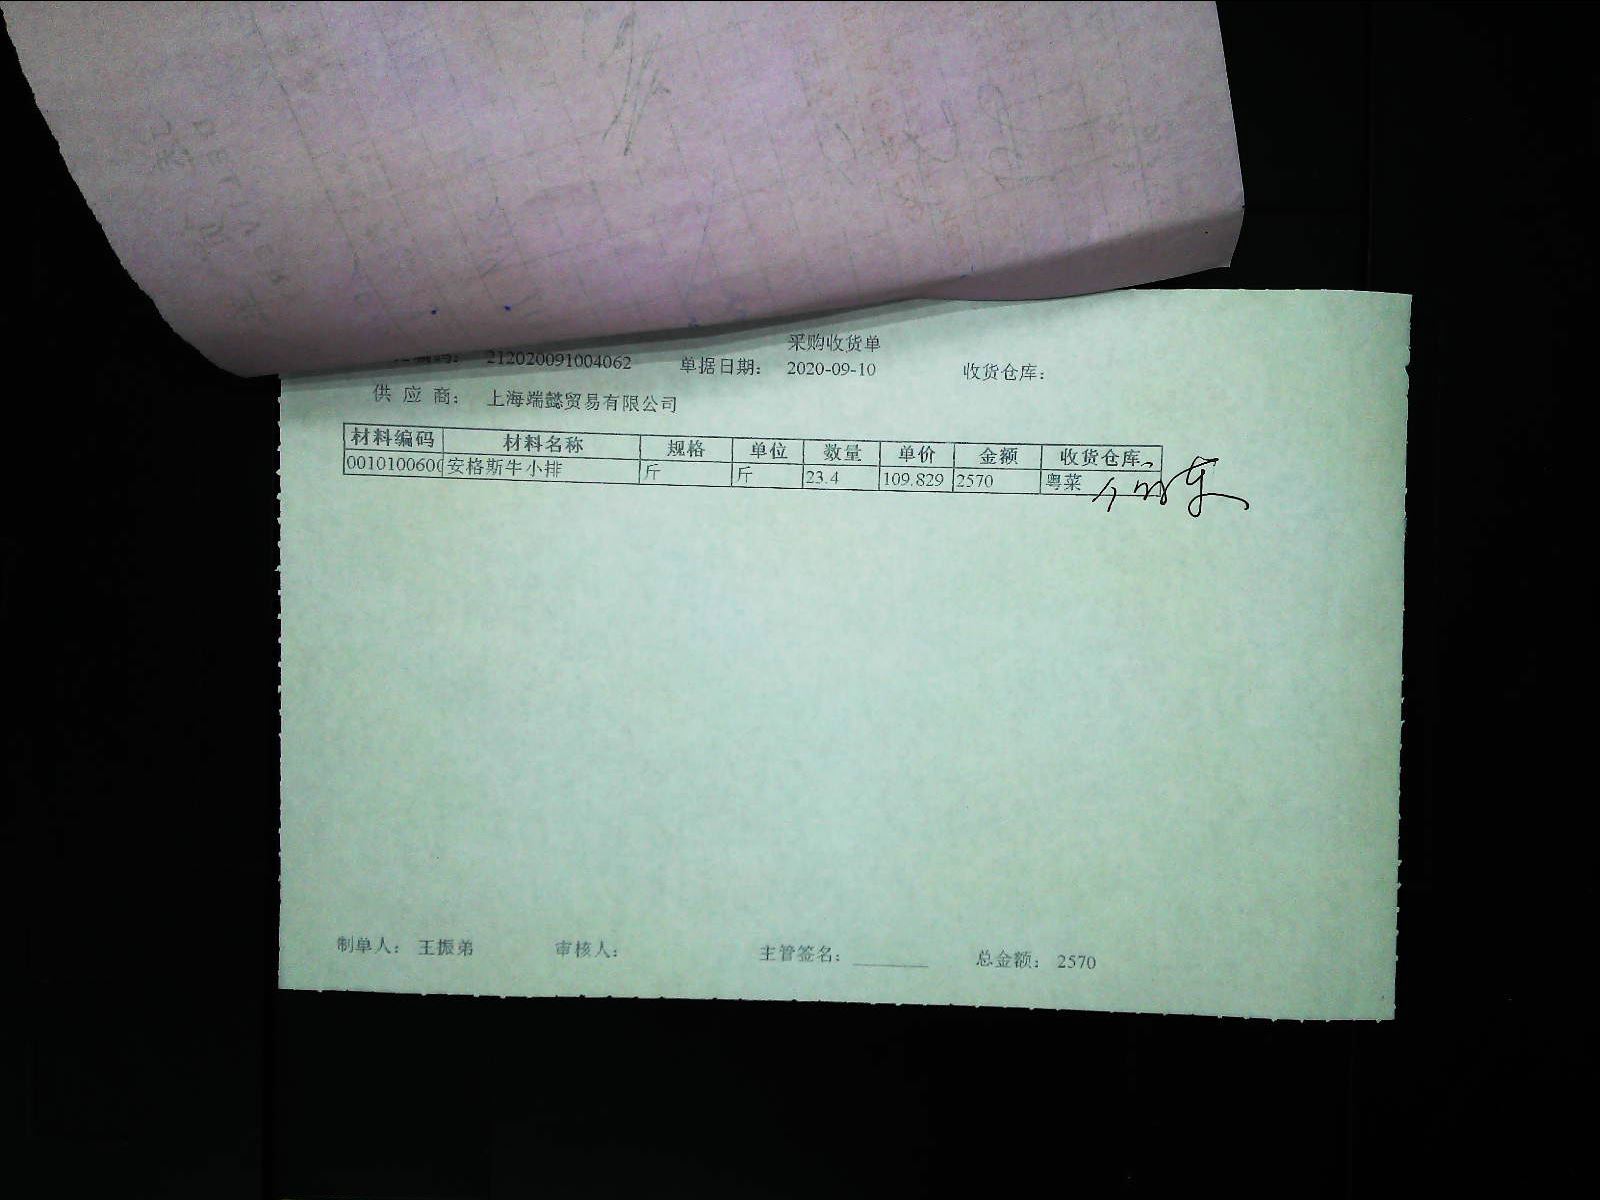 采购收货单
编码： 212020091004062 单据日期： 2020-09-10 收货仓库：
供 应 商： 上海端懿贸易有限公司
材料编码 材料名称 规格 单位 数量 单价 金额 收货仓库
0010100600 安格斯牛小排 斤 斤 23.4 109.829 2570 粤菜
制单人： 王振弟 审核人： 主管签名： ________ 总金额： 2570